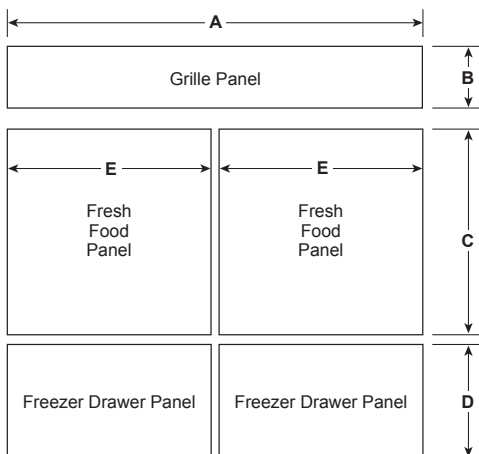 A
Grille Panel
B
E
E
Fresh
Food
Panel
Fresh
Food
Panel
C
Freezer Drawer Panel
Freezer Drawer Panel
D